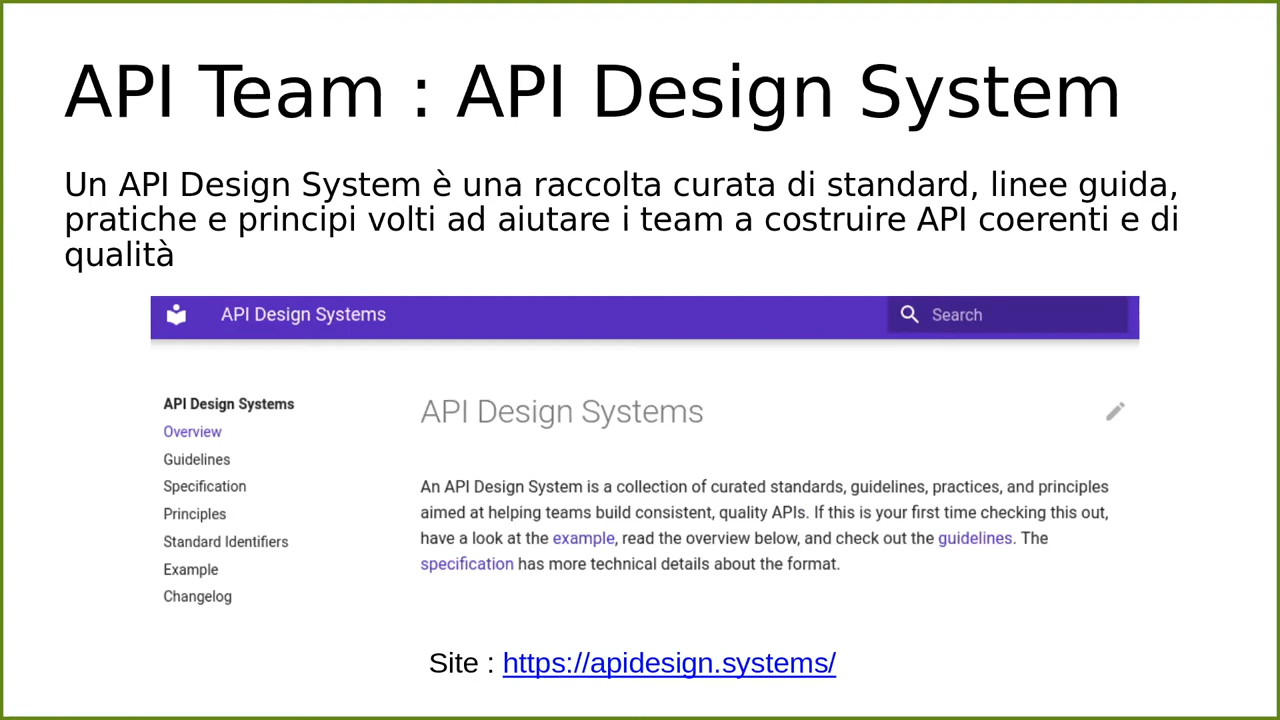 API Team : API Design System
Un API Design System è una raccolta curata di standard, linee guida,
pratiche e principi volti ad aiutare i team a costruire API coerenti e di
qualità
API Design Systems
Search
API Design Systems
Overview
Guidelines
Specification
Principles
Standard Identifiers
Example
Changelog
API Design Systems
An API Design System is a collection of curated standards, guidelines, practices, and principles
aimed at helping teams build consistent, quality APIs. If this is your first time checking this out,
have a look at the example, read the overview below, and check out the guidelines. The
specification has more technical details about the format.
Site : https://apidesign.systems/